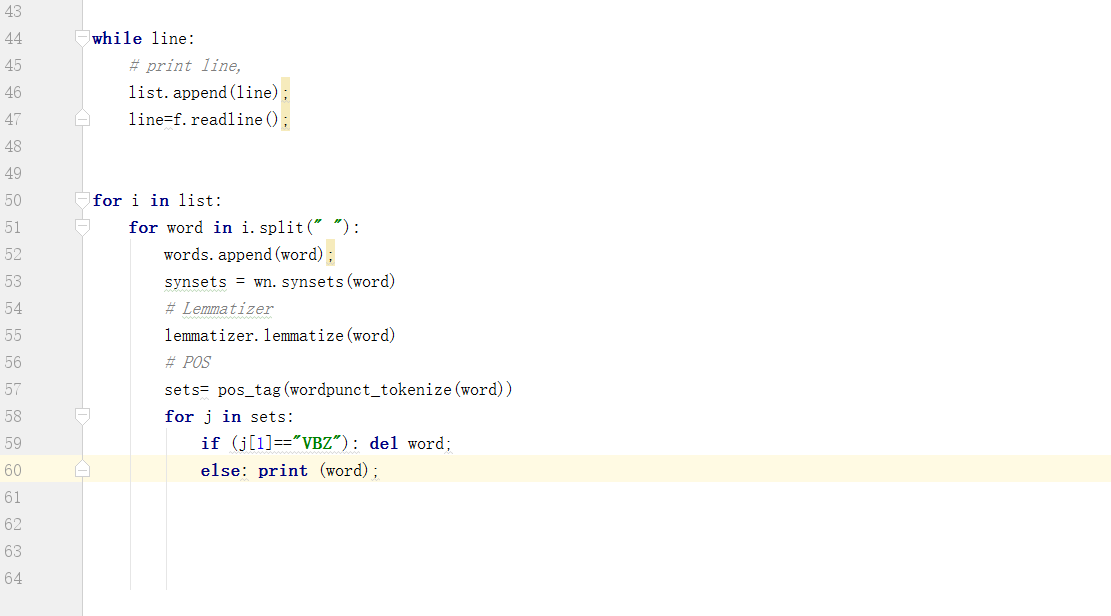 43
44 while line:
45 # print line,
46 list.append(line);
47 line=f.readline();
48
49
50 for i in list:
51 for word in i.split(" "):
52 words.append(word);
53 synsets = wn.synsets(word)
54 # Lemmatizer
55 lemmatizer.lemmatize(word)
56 # POS
57 sets= pos_tag(wordpunct_tokenize(word))
58 for j in sets:
59 if (j[1]=="VBZ"): del word;
60 else: print (word);
61
62
63
64